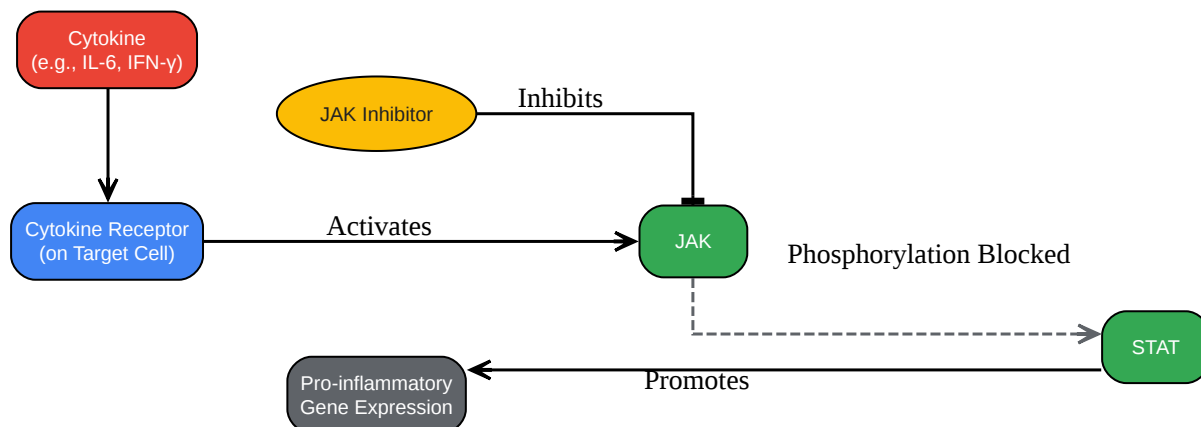 Cytokine
(e.g., IL-6, IFN-γ)
JAK Inhibitor
Inhibits
Cytokine Receptor
(on Target Cell)
Activates
JAK
Phosphorylation Blocked
STAT
Promotes
Pro-inflammatory
Gene Expression